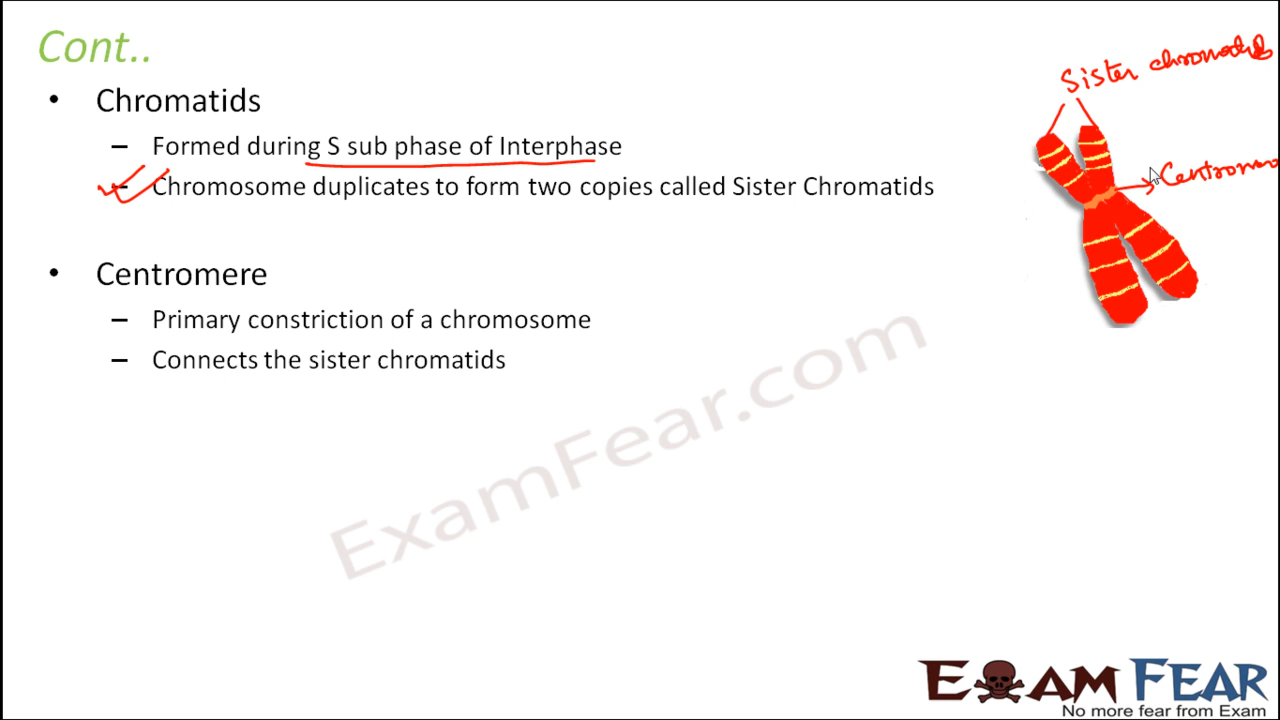 Cont..
• Chromatids
– Formed during S sub phase of Interphase
– Chromosome duplicates to form two copies called Sister Chromatids
• Centromere
– Primary constriction of a chromosome
– Connects the sister chromatids
Sister chromatids
ExamFear.com
EXAM FEAR
No more fear from Exam